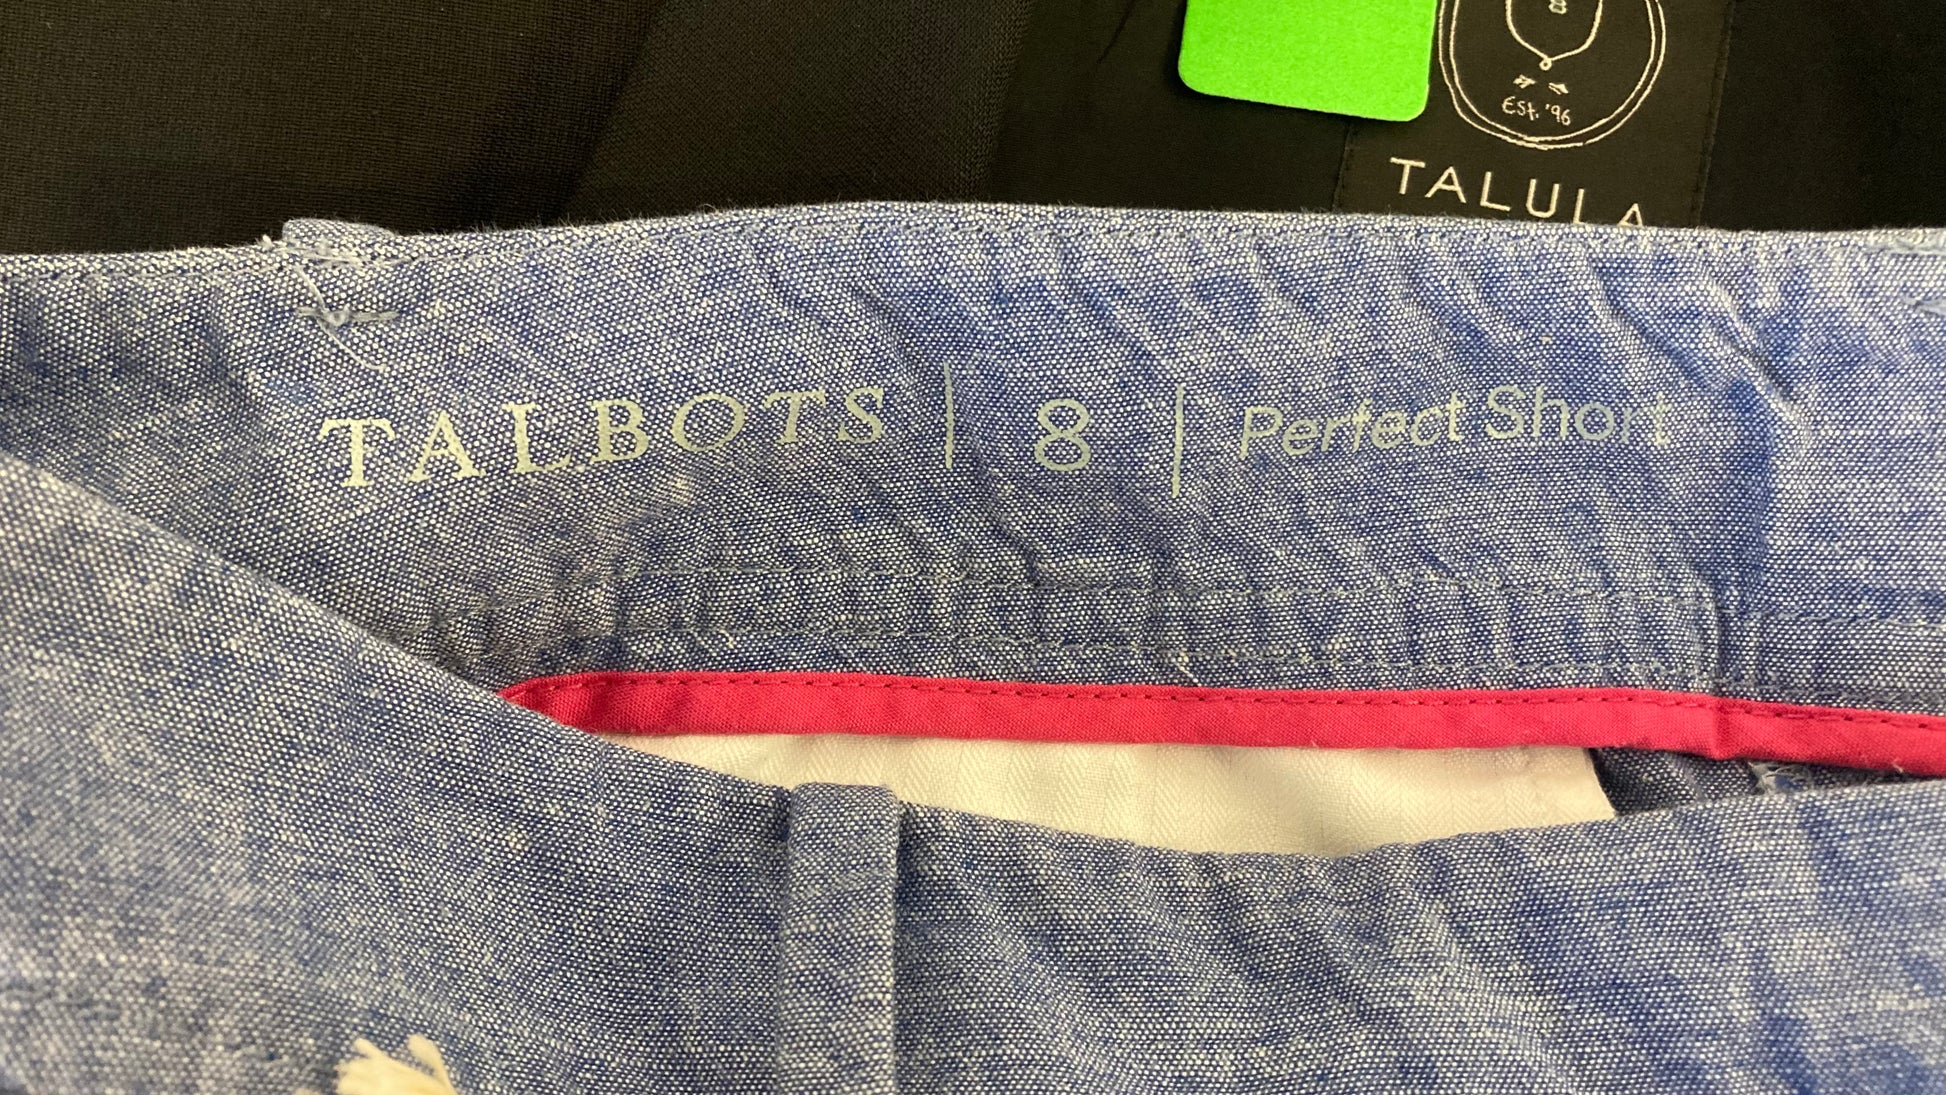 Est. '96
TALULA
TALBOTS | 8 | Perfect Short